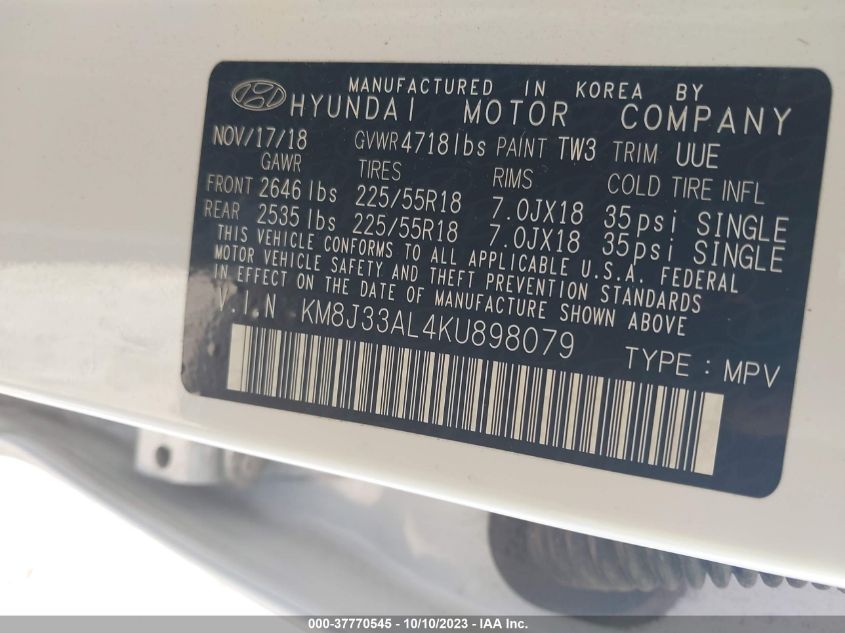 MANUFACTURED IN KOREA BY
HYUNDAI MOTOR COMPANY
NOV/17/18 GVWR 4718lbs PAINT TW3 TRIM UUE
GAWR TIRES RIMS COLD TIRE INFL
FRONT 2646 lbs 225/55R18 7.0JX18 35psi SINGLE
REAR 2535 lbs 225/55R18 7.0JX18 35psi SINGLE
THIS VEHICLE CONFORMS TO ALL APPLICABLE U.S.A. FEDERAL
MOTOR VEHICLE SAFETY AND THEFT PREVENTION STANDARDS
IN EFFECT ON THE DATE OF MANUFACTURE SHOWN ABOVE
V.I.N KM8J33AL4KU898079 TYPE : MPV
000-37770545 - 10/10/2023 - IAA Inc.